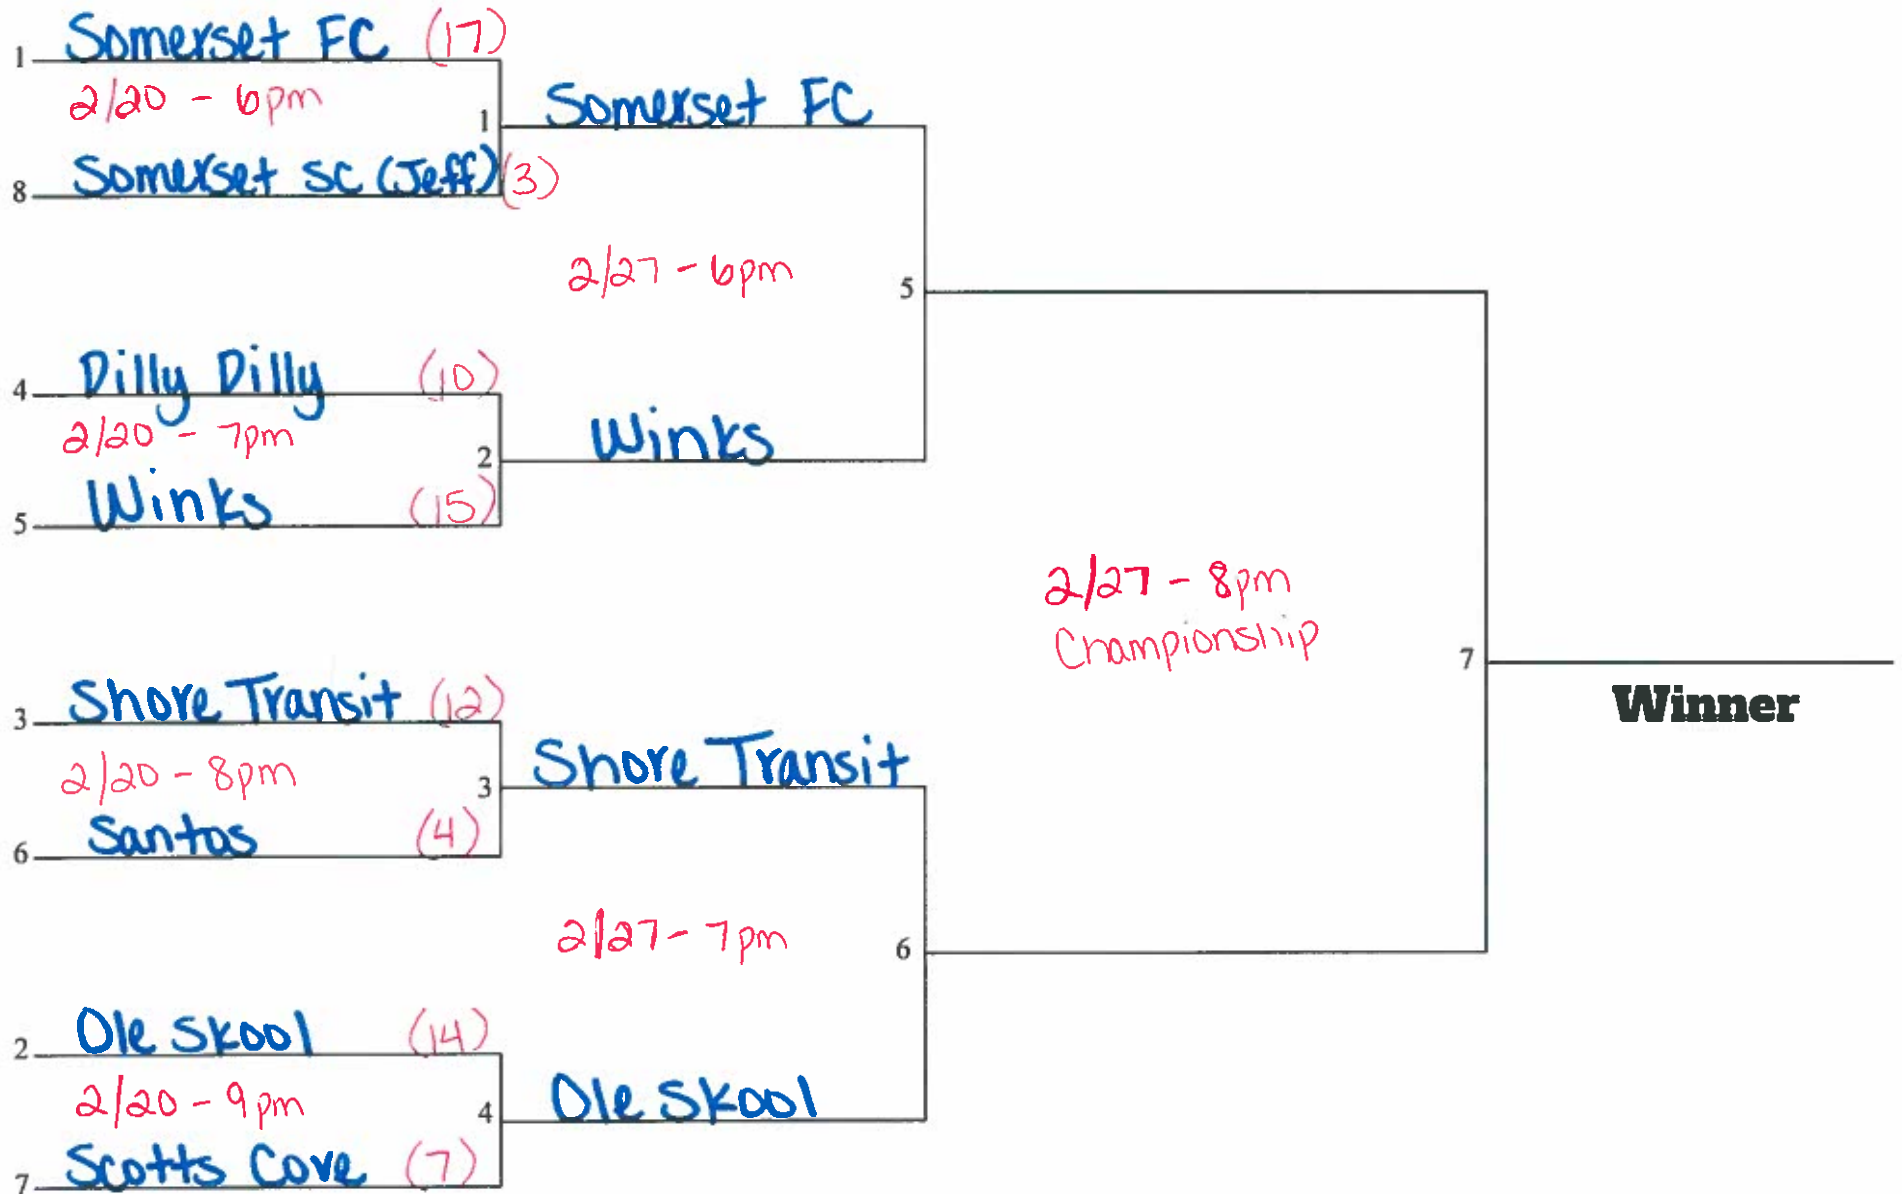 1 Somerset FC (17)
2/20 - 6pm
8 Somerset SC (Jeff) (3)
1 Somerset FC
2/27 - 6pm
4 Dilly Dilly (10)
2/20 - 7pm
5 Winks (15)
2 Winks
5
3 Shore Transit (12)
2/20 - 8pm
6 Santos (4)
3 Shore Transit
2/27 - 7pm
2 Ole Skool (14)
2/20 - 9pm
7 Scotts Cove (7)
4 Ole Skool
6
2/27 - 8pm
Championship
7
Winner